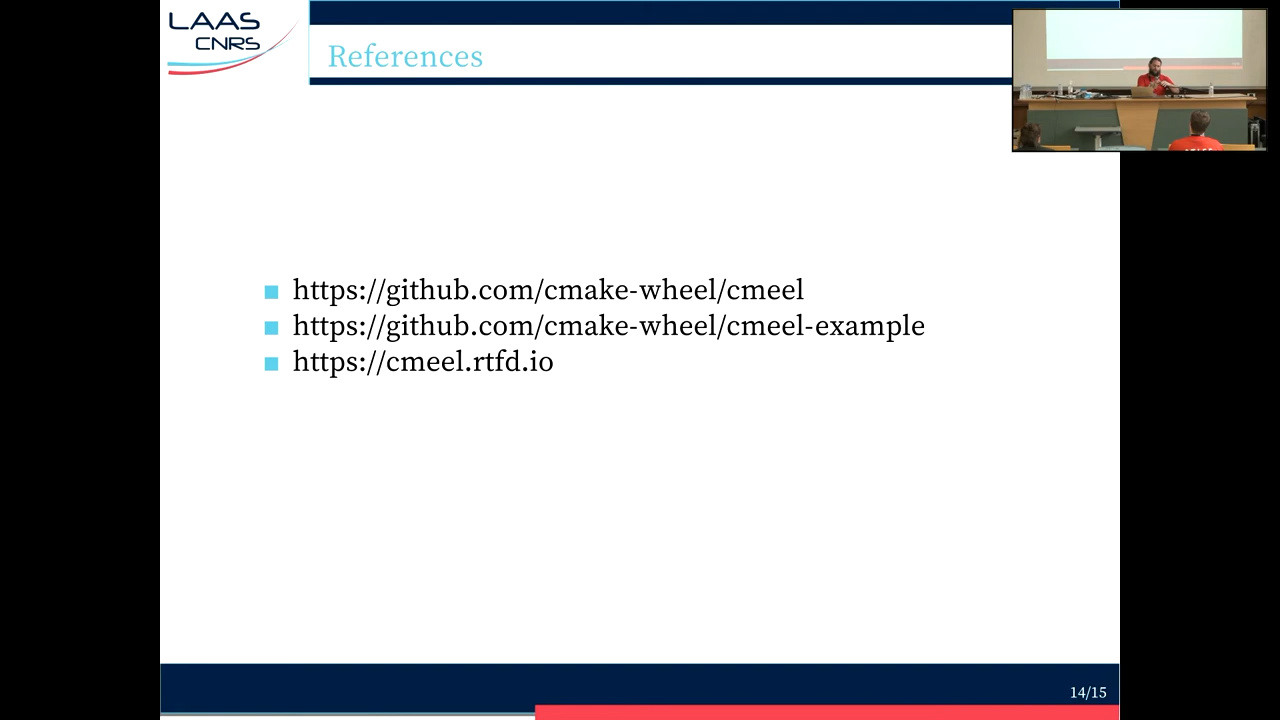 LAAS
CNRS
References
https://github.com/cmake-wheel/cmeel
https://github.com/cmake-wheel/cmeel-example
https://cmeel.rtfd.io
14/15